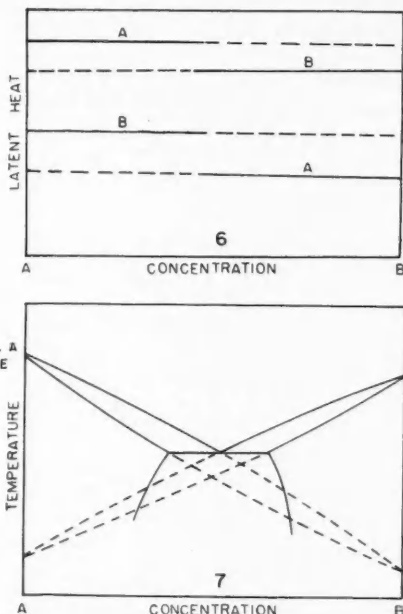 A
B
LATENT HEAT
B
A
6
A CONCENTRATION B
A
E
TEMPERATURE
7
A CONCENTRATION B